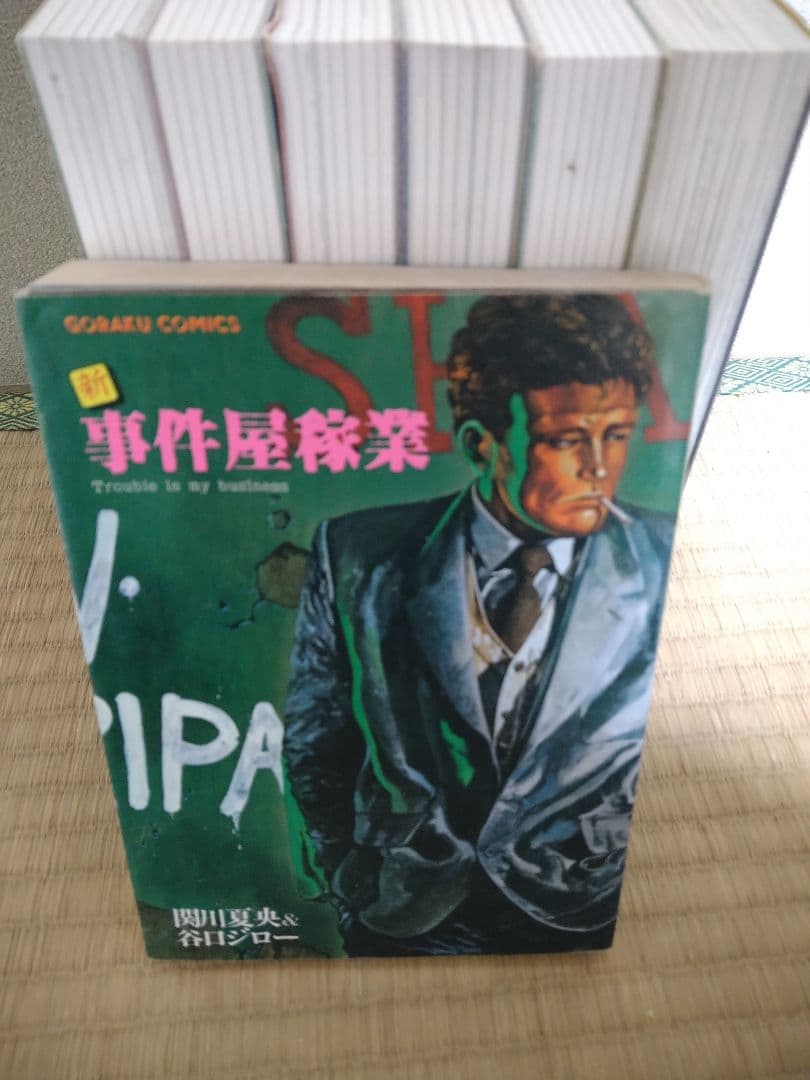 GORAKU COMICS
新
事件屋稼業
Trouble is my business
PIPA
関川夏央&
谷口ジロー